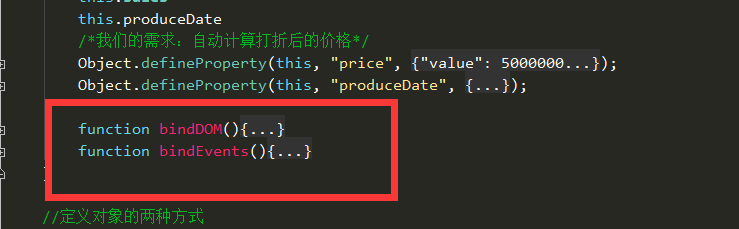 this.produceDate
/*我们的需求：自动计算打折后的价格*/
Object.defineProperty(this, "price", {"value": 5000000...});
Object.defineProperty(this, "produceDate", {...});
function bindDOM(){...}
function bindEvents(){...}
//定义对象的两种方式